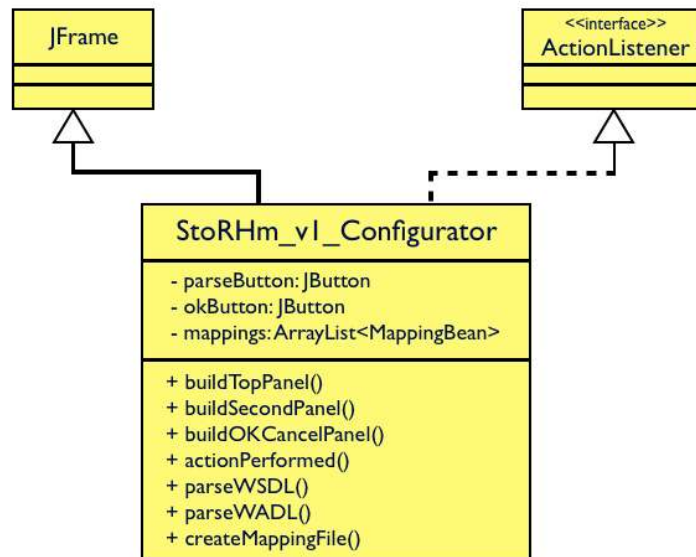 JFrame
<<interface>>
ActionListener
StoRHm_v1_Configurator
- parseButton: JButton
- okButton: JButton
- mappings: ArrayList<MappingBean>
+ buildTopPanel()
+ buildSecondPanel()
+ buildOKCancelPanel()
+ actionPerformed()
+ parseWSDL()
+ parseWADL()
+ createMappingFile()